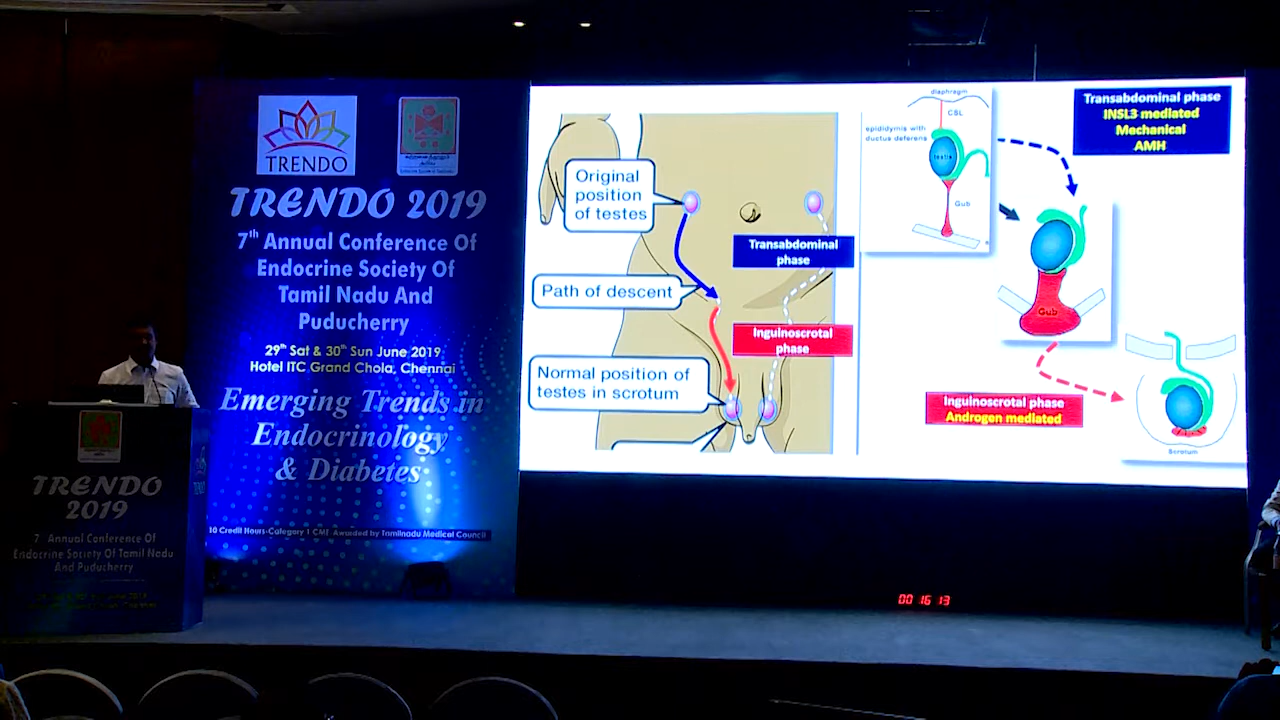 TRENDO
TRENDO 2019
7th Annual Conference Of
Endocrine Society Of
Tamil Nadu And
Puducherry
29th Sat & 30th Sun June 2019
Hotel ITC Grand Chola, Chennai
Emerging Trends in
Endocrinology
& Diabetes
10 Credit Hours-Category 1 CME Awarded by Tamilnadu Medical Council
TRENDO
2019
7 Annual Conference Of
Endocrine Society Of Tamil Nadu
And Puducherry
Original
position
of testes
Path of descent
Normal position of
testes in scrotum
Transabdominal
phase
Inguinoscrotal
phase
diaphragm
CSL
epididymis with
ductus deferens
testis
Gub
Transabdominal phase
INSL3 mediated
Mechanical
AMH
Gub
Inguinoscrotal phase
Androgen mediated
Scrotum
00 16 13